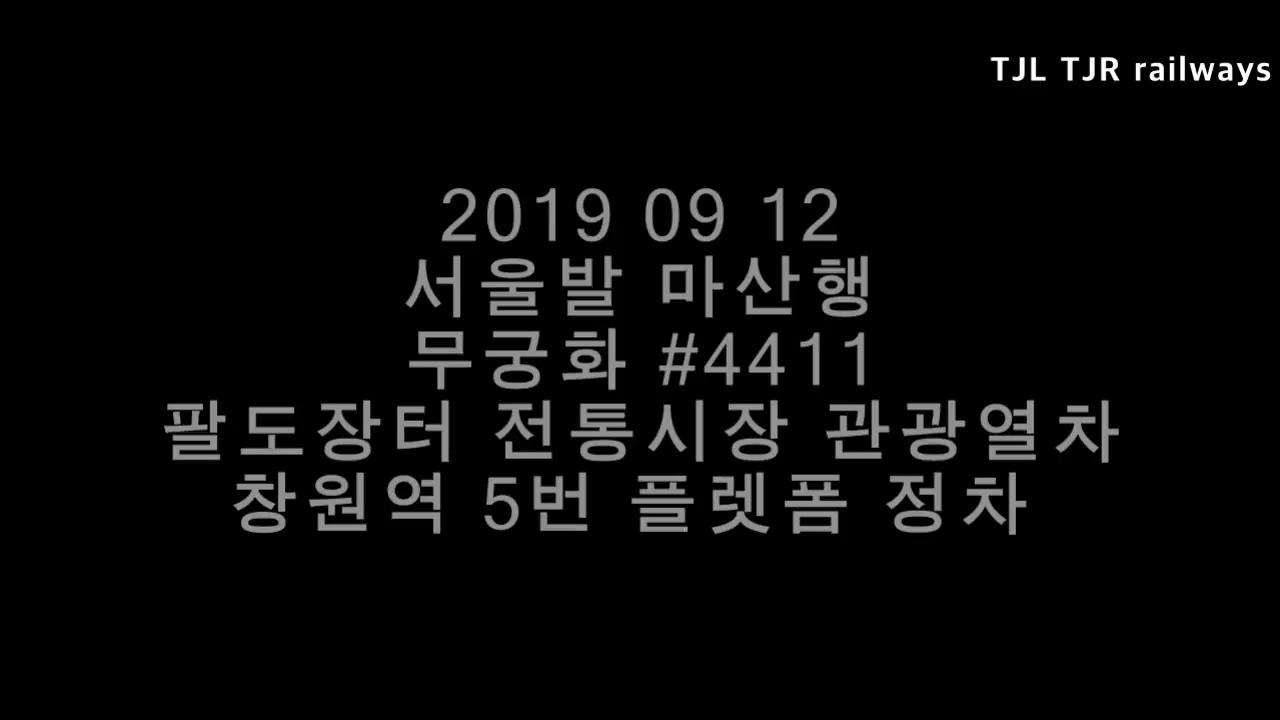 TJL TJR railways
2019 09 12
서울발 마산행
무궁화 #4411
팔도장터 전통시장 관광열차
창원역 5번 플렛폼 정차